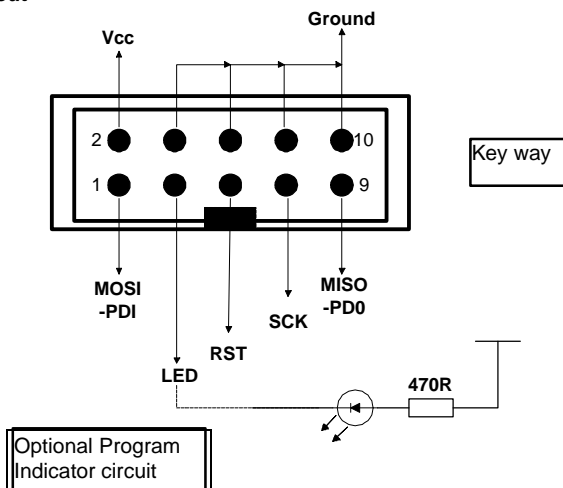 Ground
Vcc
2
10
Key way
1
9
MOSI
-PDI
MISO
-PD0
SCK
RST
LED
470R
Optional Program
Indicator circuit